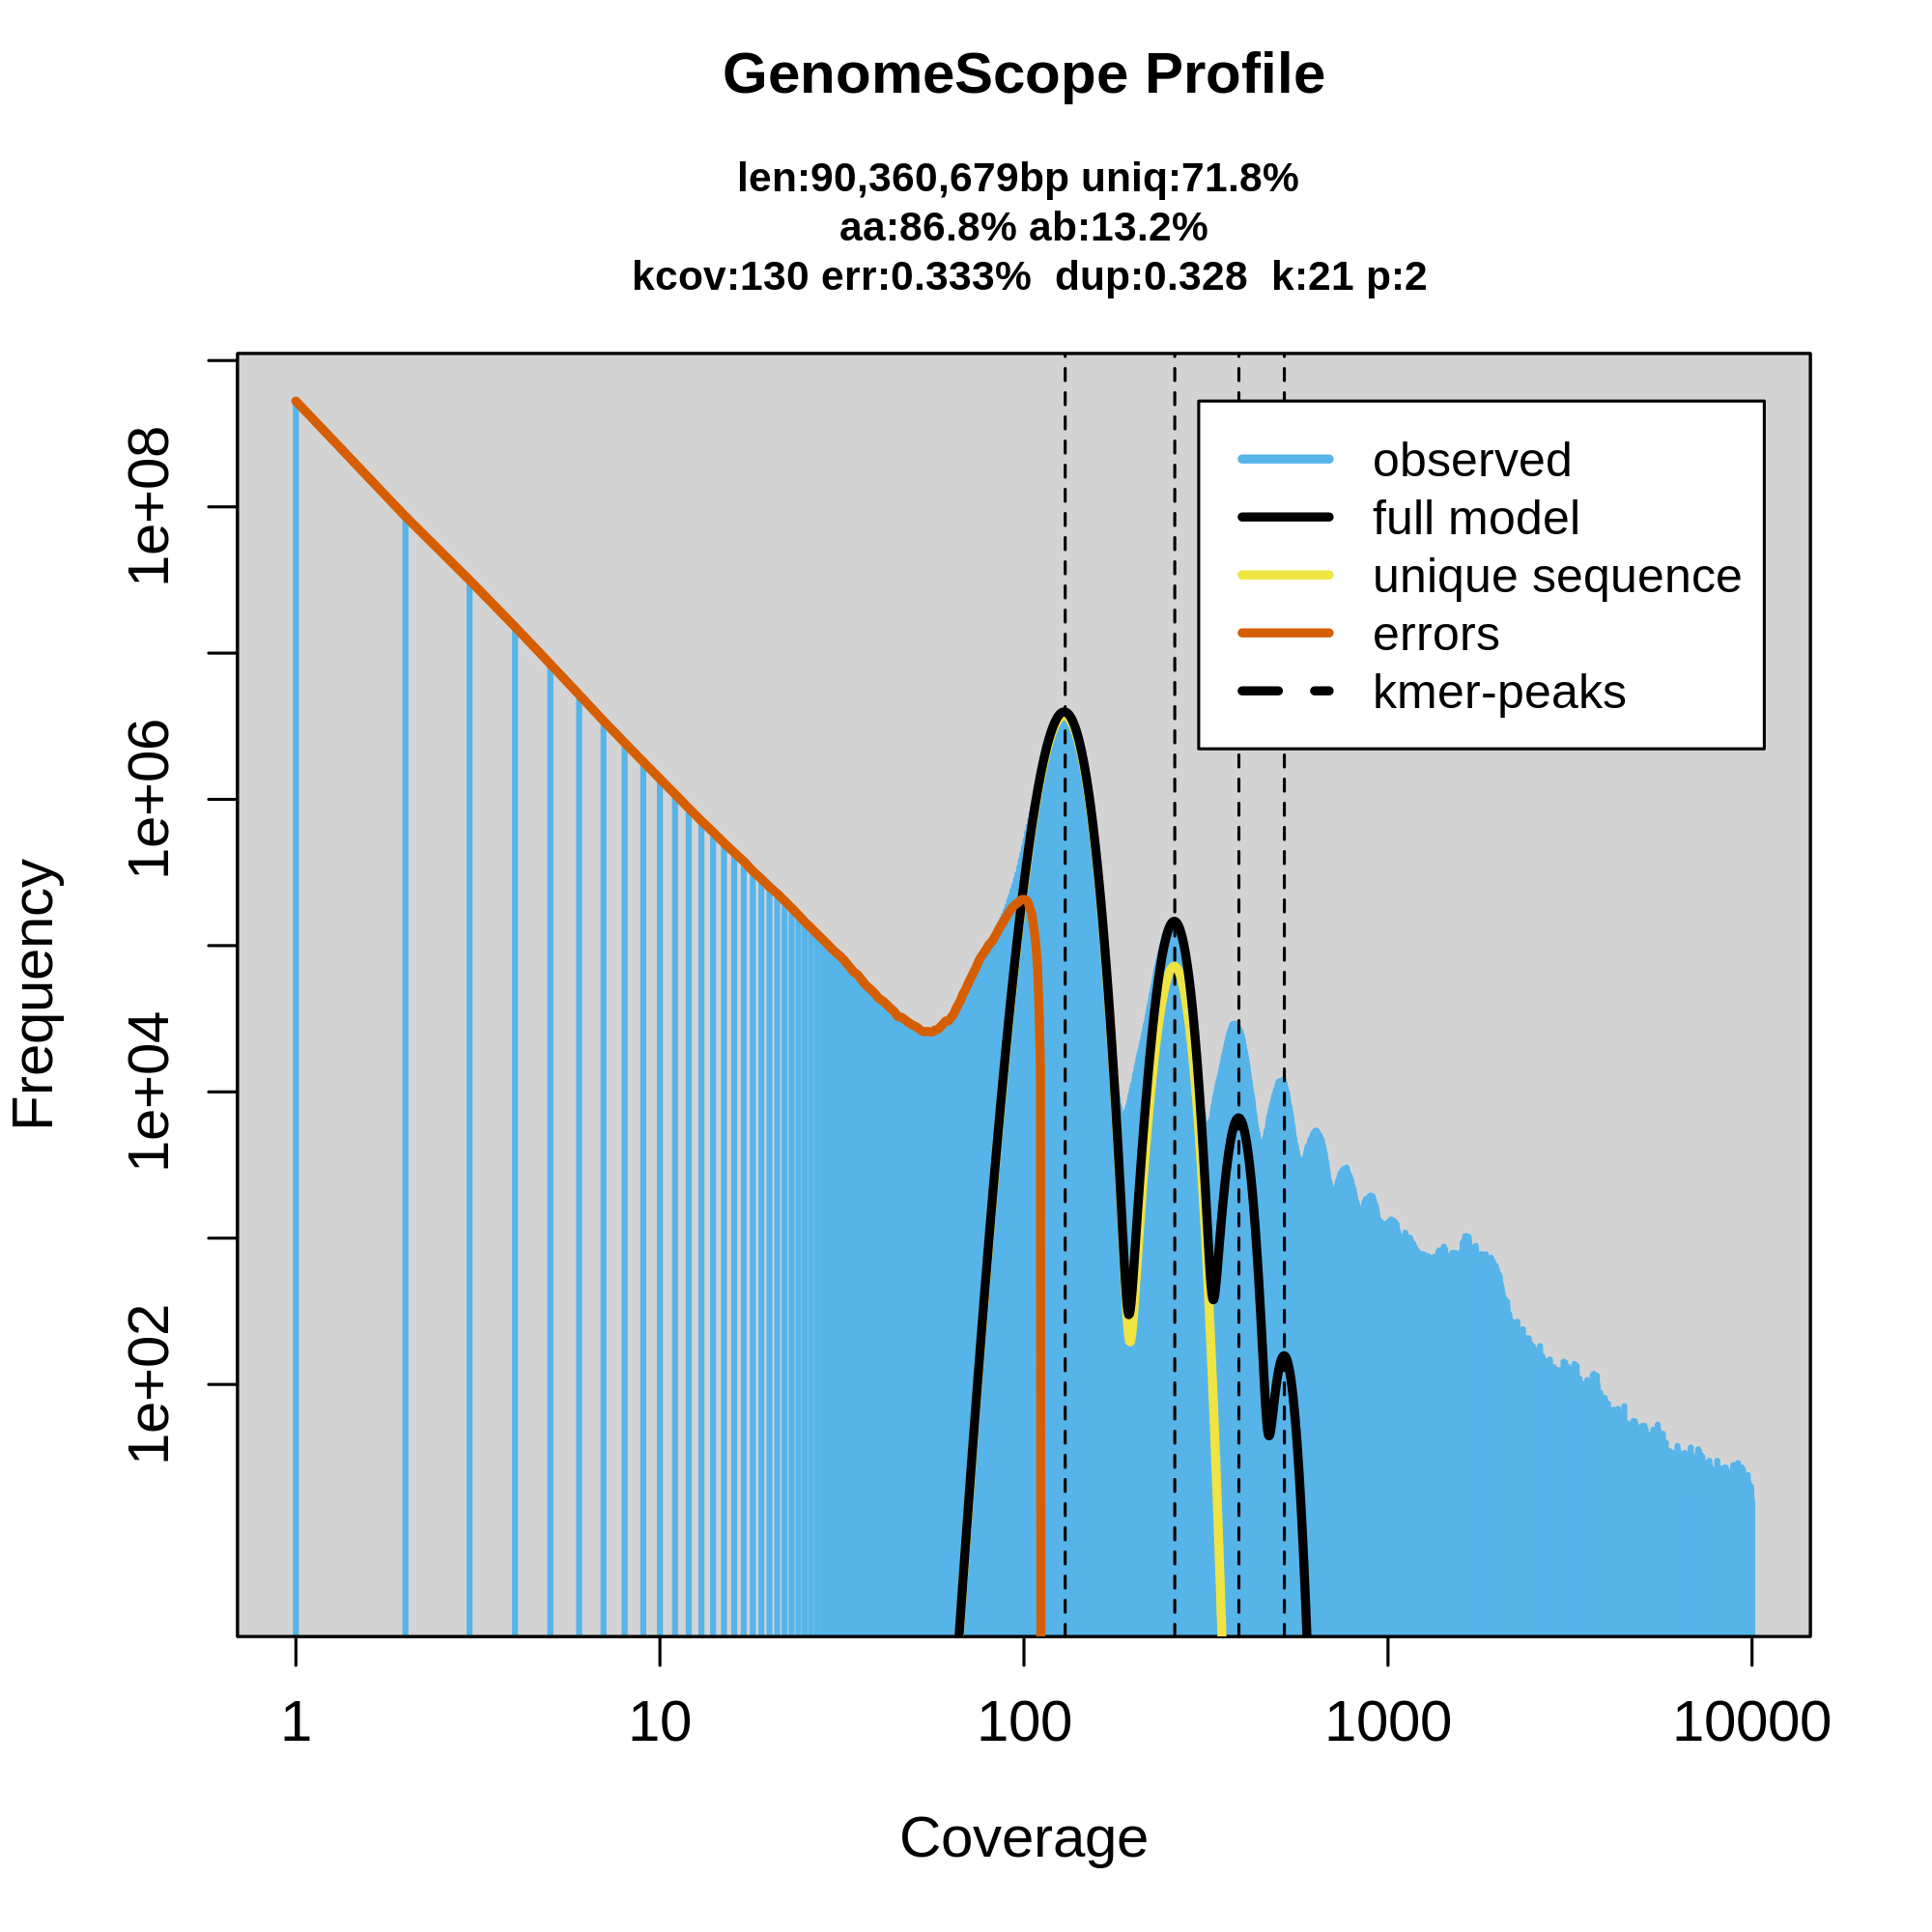 GenomeScope Profile
len:90,360,679bp uniq:71.8%
aa:86.8% ab:13.2%
kcov:130 err:0.333%  dup:0.328  k:21 p:2
observed
full model
unique sequence
errors
kmer-peaks
Frequency
1e+08
1e+06
1e+04
1e+02
1 10 100 1000 10000
Coverage